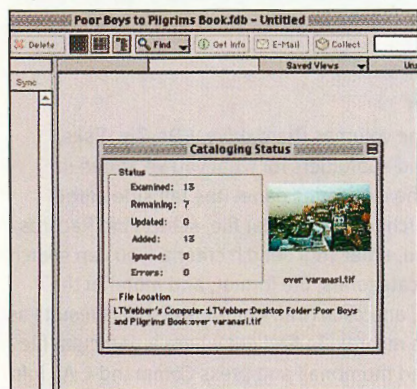 Poor Boys to Pilgrims Book.fdb – Untitled
Delete Find Get Info E-Mail Collect
Saved Views
Sync
Cataloging Status
Status
Examined: 13
Remaining: 7
Updated: 0
Added: 13
Ignored: 0
Errors: 0
over varanasi.tif
File Location
LTWebber's Computer:LTWebber:Desktop Folder:Poor Boys
and Pilgrims Book:over varanasi.tif